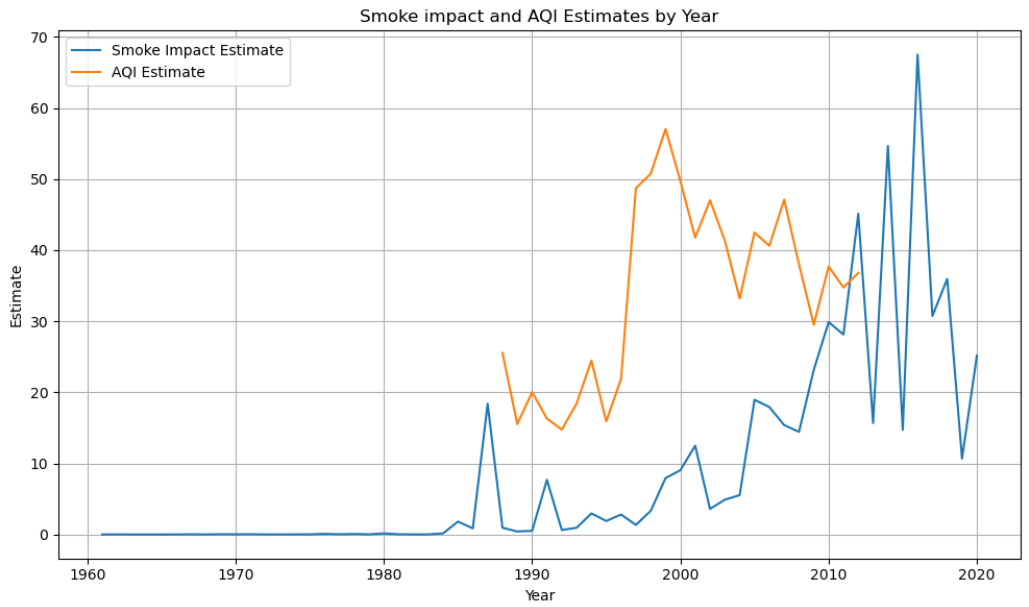 Smoke impact and AQI Estimates by Year
Smoke Impact Estimate
AQI Estimate
70
60
50
40
30
20
10
0
Estimate
1960 1970 1980 1990 2000 2010 2020
Year